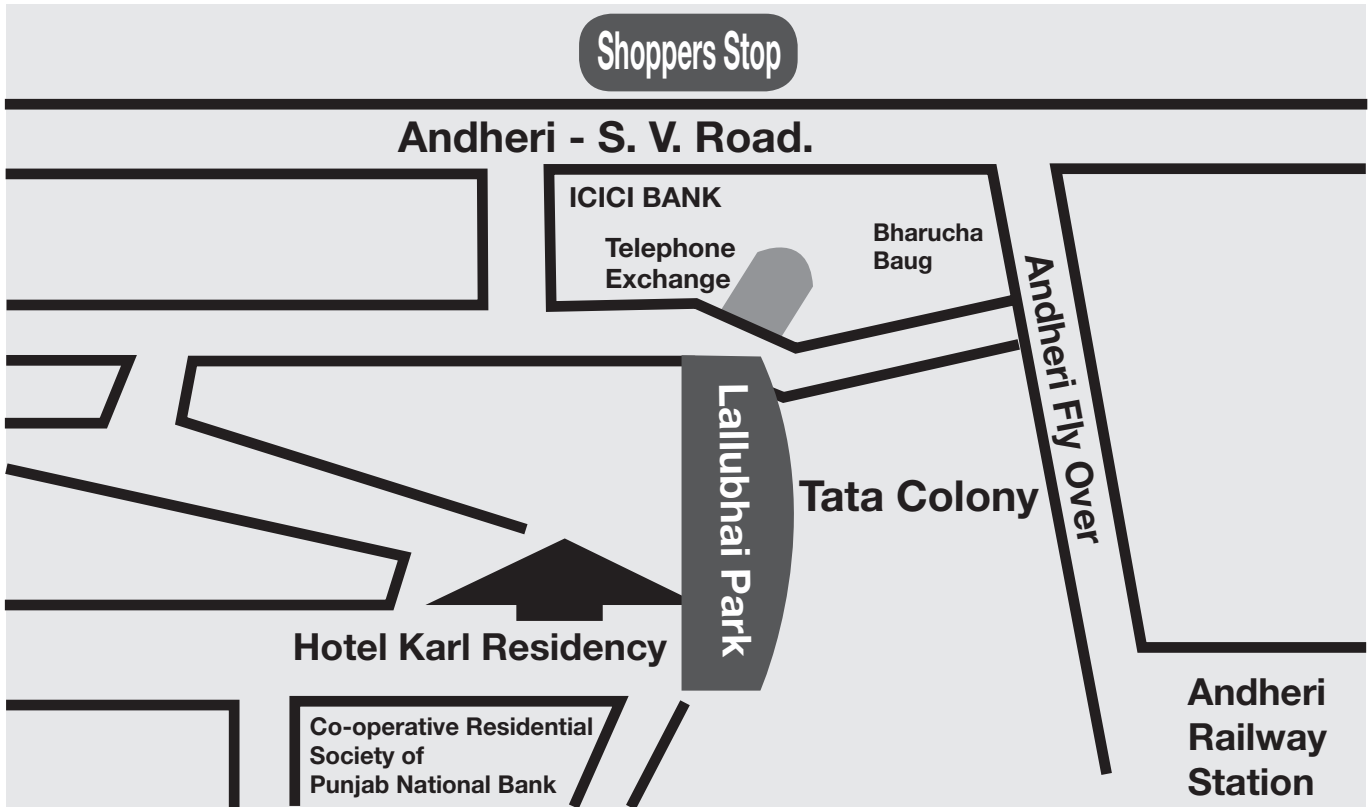 Shoppers Stop
Andheri - S. V. Road.
ICICI BANK
Telephone
Exchange
Bharucha
Baug
Andheri Fly Over
Lallubhai Park
Tata Colony
Hotel Karl Residency
Co-operative Residential
Society of
Punjab National Bank
Andheri
Railway
Station